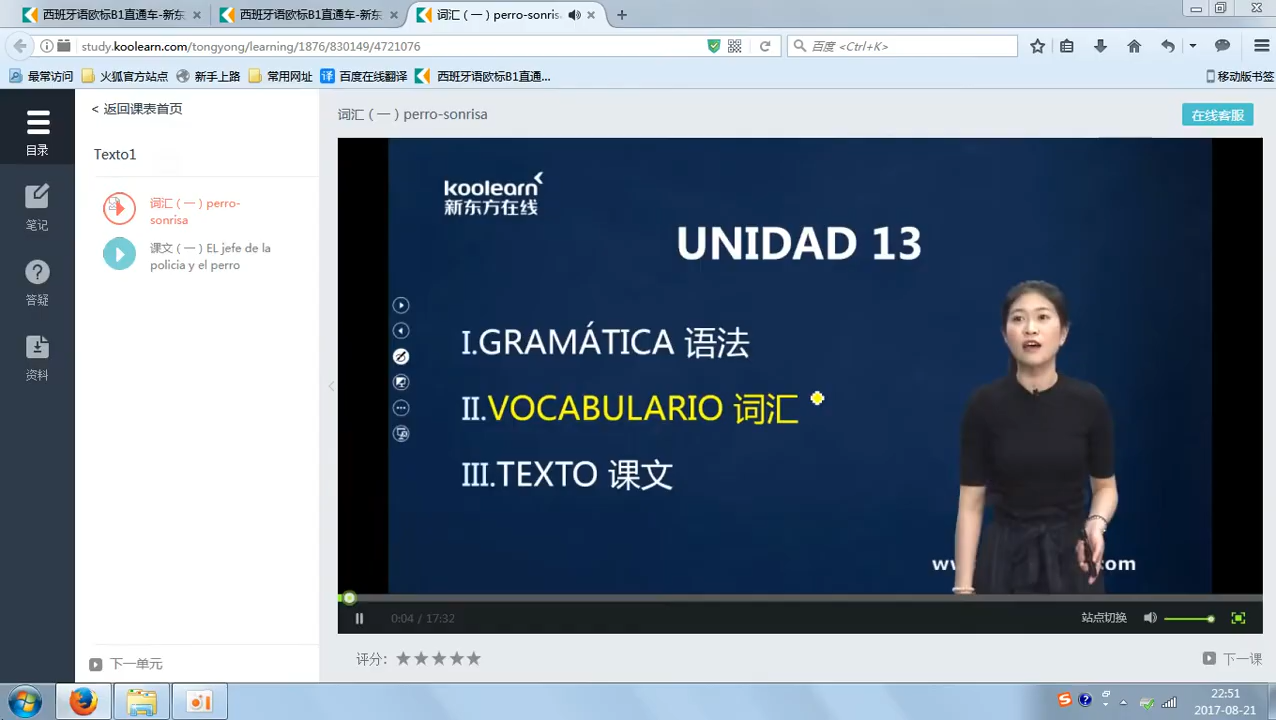 西班牙语欧标B1直通车-新东
西班牙语欧标B1直通车-新东
词汇 ( 一 ) perro-sonris
study.koolearn.com/tongyong/learning/1876/830149/4721076
百度 <Ctrl+K>
最常访问
火狐官方站点
新手上路
常用网址
译 百度在线翻译
西班牙语欧标B1直通...
移动版书签
目录
笔记
答疑
资料
< 返回课表首页
Texto1
词汇 ( 一 ) perro-
sonrisa
课文 ( 一 ) EL jefe de la
policia y el perro
下一单元
词汇 ( 一 ) perro-sonrisa
在线客服
koolearn
新东方在线
UNIDAD 13
I.GRAMÁTICA 语法
II.VOCABULARIO 词汇
III.TEXTO 课文
0:04 / 17:32
站点切换
评分:
下一课
22:51
2017-08-21